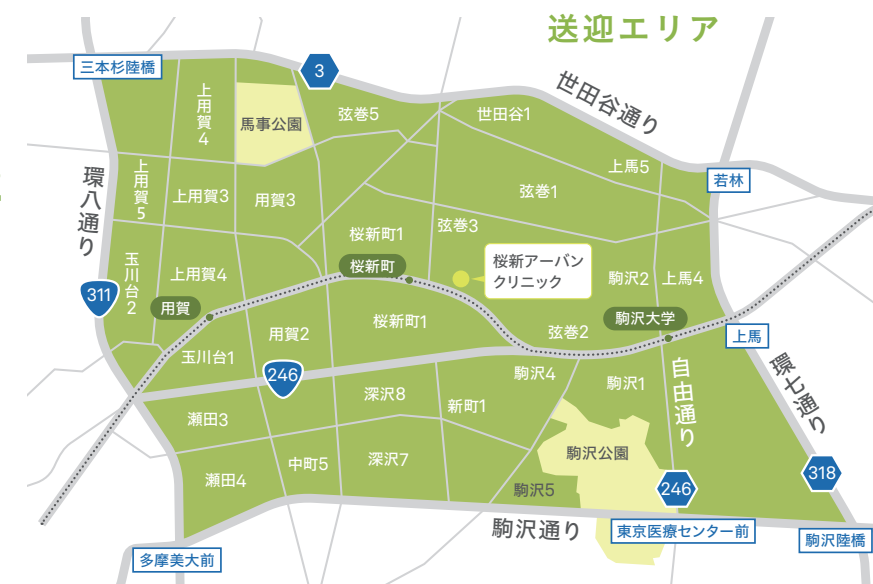 送迎エリア
三本杉陸橋
3
世田谷通り
上用賀4
馬事公園
弦巻5
世田谷1
上馬5
若林
環八通り
上用賀5
上用賀3
用賀3
弦巻1
桜新町1
弦巻3
玉川台2
上用賀4
桜新町
桜新アーバン
クリニック
駒沢2
上馬4
311
用賀
桜新町1
弦巻2
駒沢大学
上馬
玉川台1
用賀2
246
深沢8
新町1
駒沢4
駒沢1
自由通り
環七通り
瀬田3
中町5
深沢7
駒沢公園
瀬田4
駒沢5
246
318
駒沢通り
東京医療センター前
駒沢陸橋
多摩美大前